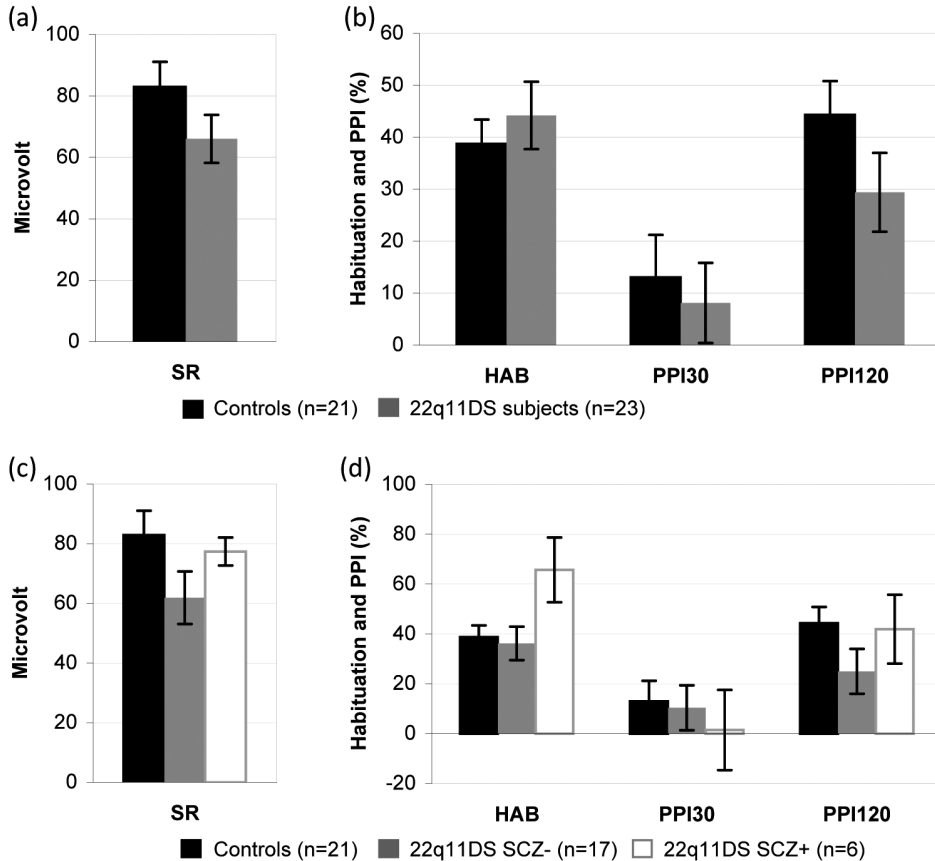 (a)
100
80
60
40
20
0
Microvolt
SR
(b)
60
50
40
30
20
10
0
Habituation and PPI (%)
HAB PPI30 PPI120
Controls (n=21) 22q11DS subjects (n=23)
(c)
100
80
60
40
20
0
Microvolt
SR
(d)
100
80
60
40
20
0
-20
Habituation and PPI (%)
HAB PPI30 PPI120
Controls (n=21) 22q11DS SCZ- (n=17) 22q11DS SCZ+ (n=6)